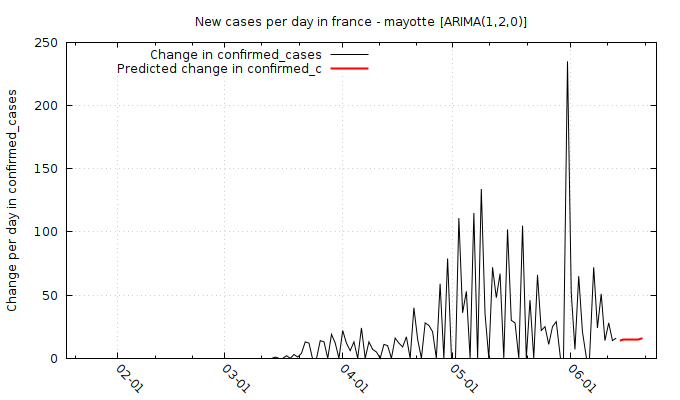 New cases per day in france - mayotte [ARIMA(1,2,0)]
Change in confirmed_cases
Predicted change in confirmed_c
Change per day in confirmed_cases
250
200
150
100
50
0
02-01
03-01
04-01
05-01
06-01